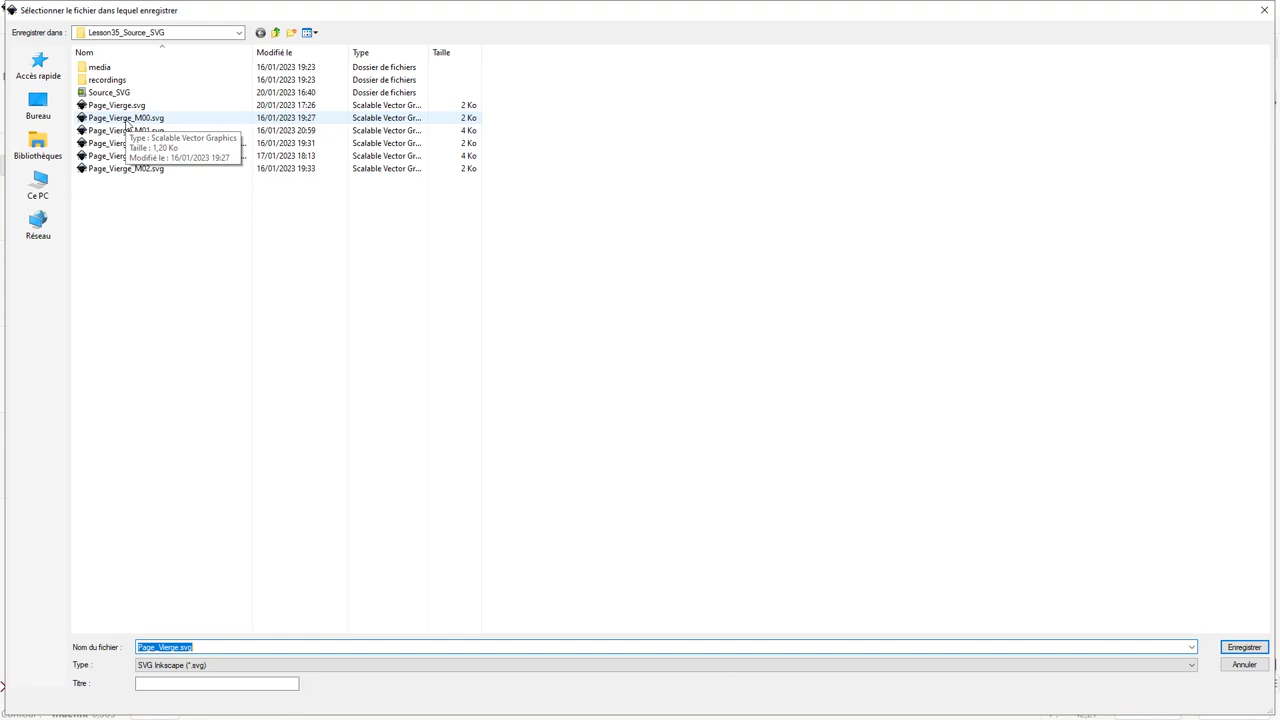 Sélectionner le fichier dans lequel enregistrer
Enregistrer dans : Lesson35_Source_SVG
Nom Modifié le Type Taille
media 16/01/2023 19:23 Dossier de fichiers
recordings 16/01/2023 19:23 Dossier de fichiers
Source_SVG 20/01/2023 16:40 Dossier de fichiers
Page_Vierge.svg 20/01/2023 17:26 Scalable Vector Gr... 2 Ko
Page_Vierge_M00.svg 16/01/2023 19:27 Scalable Vector Gr... 2 Ko
Page_Vierge_M01.svg 16/01/2023 20:59 Scalable Vector Gr... 4 Ko
16/01/2023 19:31 Scalable Vector Gr... 2 Ko
17/01/2023 18:13 Scalable Vector Gr... 4 Ko
Page_Vierge_M02.svg 16/01/2023 19:33 Scalable Vector Gr... 2 Ko
Type : Scalable Vector Graphics
Taille : 1,20 Ko
Modifié le : 16/01/2023 19:27
Accès rapide
Bureau
Bibliothèques
Ce PC
Réseau
Nom du fichier : Page_Vierge.svg Enregistrer
Type : SVG Inkscape (*.svg) Annuler
Titre :